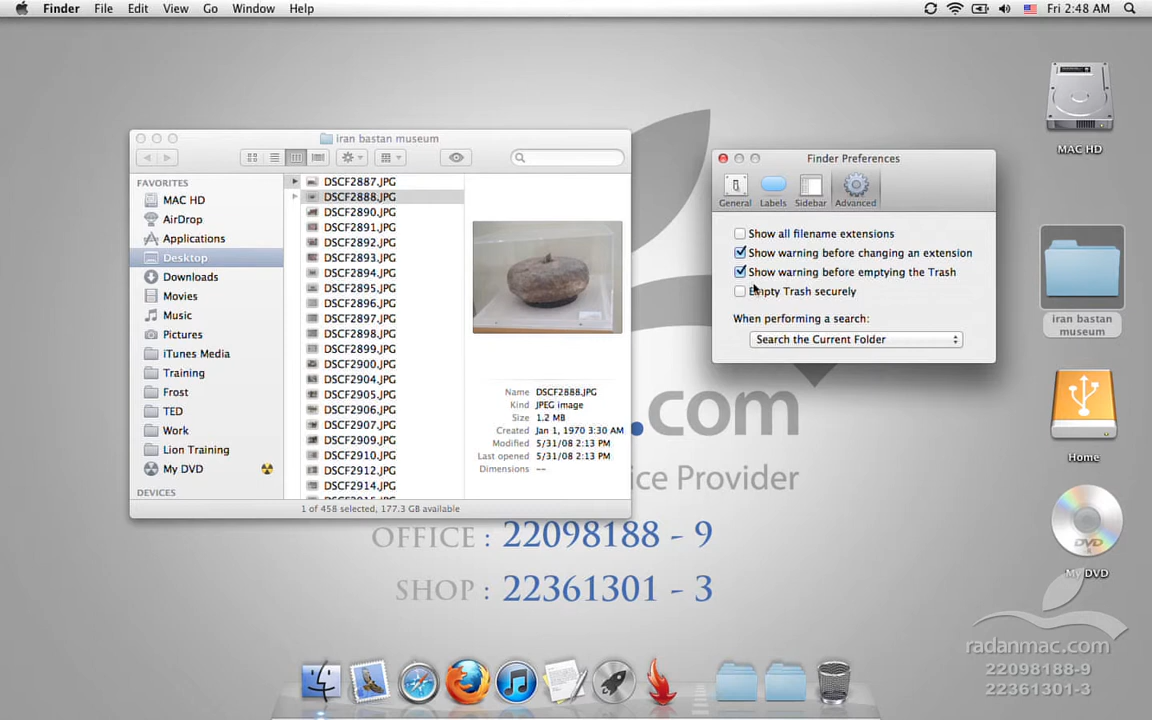 Finder File Edit View Go Window Help Fri 2:48 AM
MAC HD
iran bastan museum
FAVORITES
MAC HD
AirDrop
Applications
Desktop
Downloads
Movies
Music
Pictures
iTunes Media
Training
Frost
TED
Work
Lion Training
My DVD
DEVICES
DSCF2887.JPG
DSCF2888.JPG
DSCF2890.JPG
DSCF2891.JPG
DSCF2892.JPG
DSCF2893.JPG
DSCF2894.JPG
DSCF2895.JPG
DSCF2896.JPG
DSCF2897.JPG
DSCF2898.JPG
DSCF2899.JPG
DSCF2900.JPG
DSCF2904.JPG
DSCF2905.JPG
DSCF2906.JPG
DSCF2907.JPG
DSCF2909.JPG
DSCF2910.JPG
DSCF2912.JPG
DSCF2914.JPG
Name DSCF2888.JPG
Kind JPEG image
Size 1.2 MB
Created Jan 1, 1970 3:30 AM
Modified 5/31/08 2:13 PM
Last opened 5/31/08 2:13 PM
Dimensions --
1 of 458 selected, 177.3 GB available
Finder Preferences
General Labels Sidebar Advanced
Show all filename extensions
Show warning before changing an extension
Show warning before emptying the Trash
Empty Trash securely
When performing a search:
Search the Current Folder
iran bastan
museum
Home
DVD
My DVD
.com
ice Provider
OFFICE : 22098188 - 9
SHOP : 22361301 - 3
radanmac.com
22098188-9
22361301-3